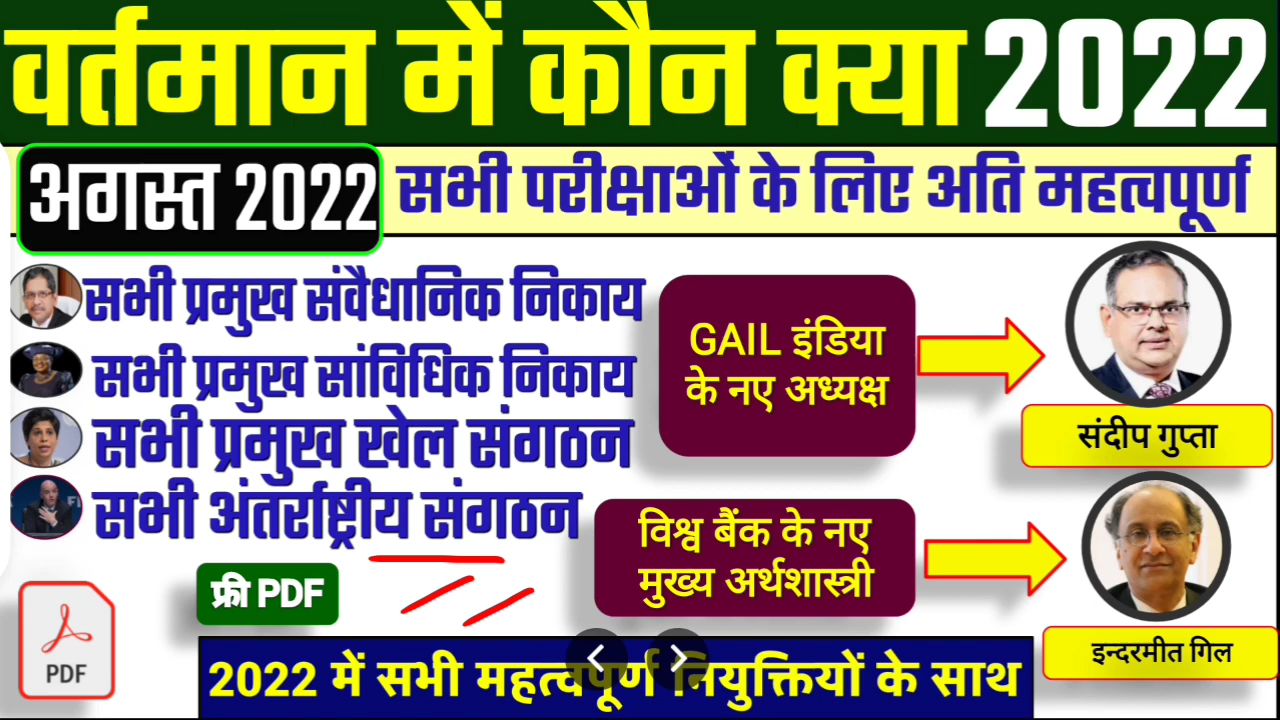 वर्तमान में कौन क्या 2022
अगस्त 2022
सभी परीक्षाओं के लिए अति महत्वपूर्ण
सभी प्रमुख संवैधानिक निकाय
सभी प्रमुख सांविधिक निकाय
सभी प्रमुख खेल संगठन
सभी अंतर्राष्ट्रीय संगठन
GAIL इंडिया
के नए अध्यक्ष
संदीप गुप्ता
विश्व बैंक के नए
मुख्य अर्थशास्त्री
इन्दरमीत गिल
फ्री PDF
PDF
2022 में सभी महत्वपूर्ण नियुक्तियों के साथ